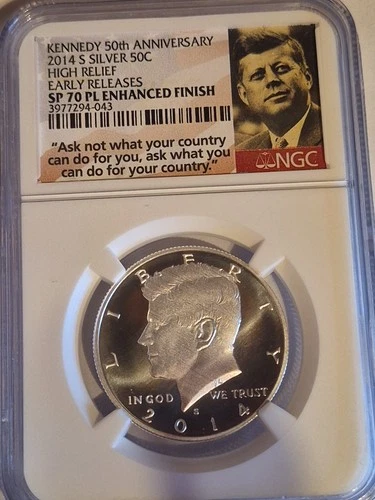 KENNEDY 50th ANNIVERSARY
2014 S SILVER 50C
HIGH RELIEF
EARLY RELEASES
SP 70 PL ENHANCED FINISH
3977294-043
"Ask not what your country
can do for you, ask what you
can do for your country."
NGC
LIBERTY
IN GOD WE TRUST
S
2014